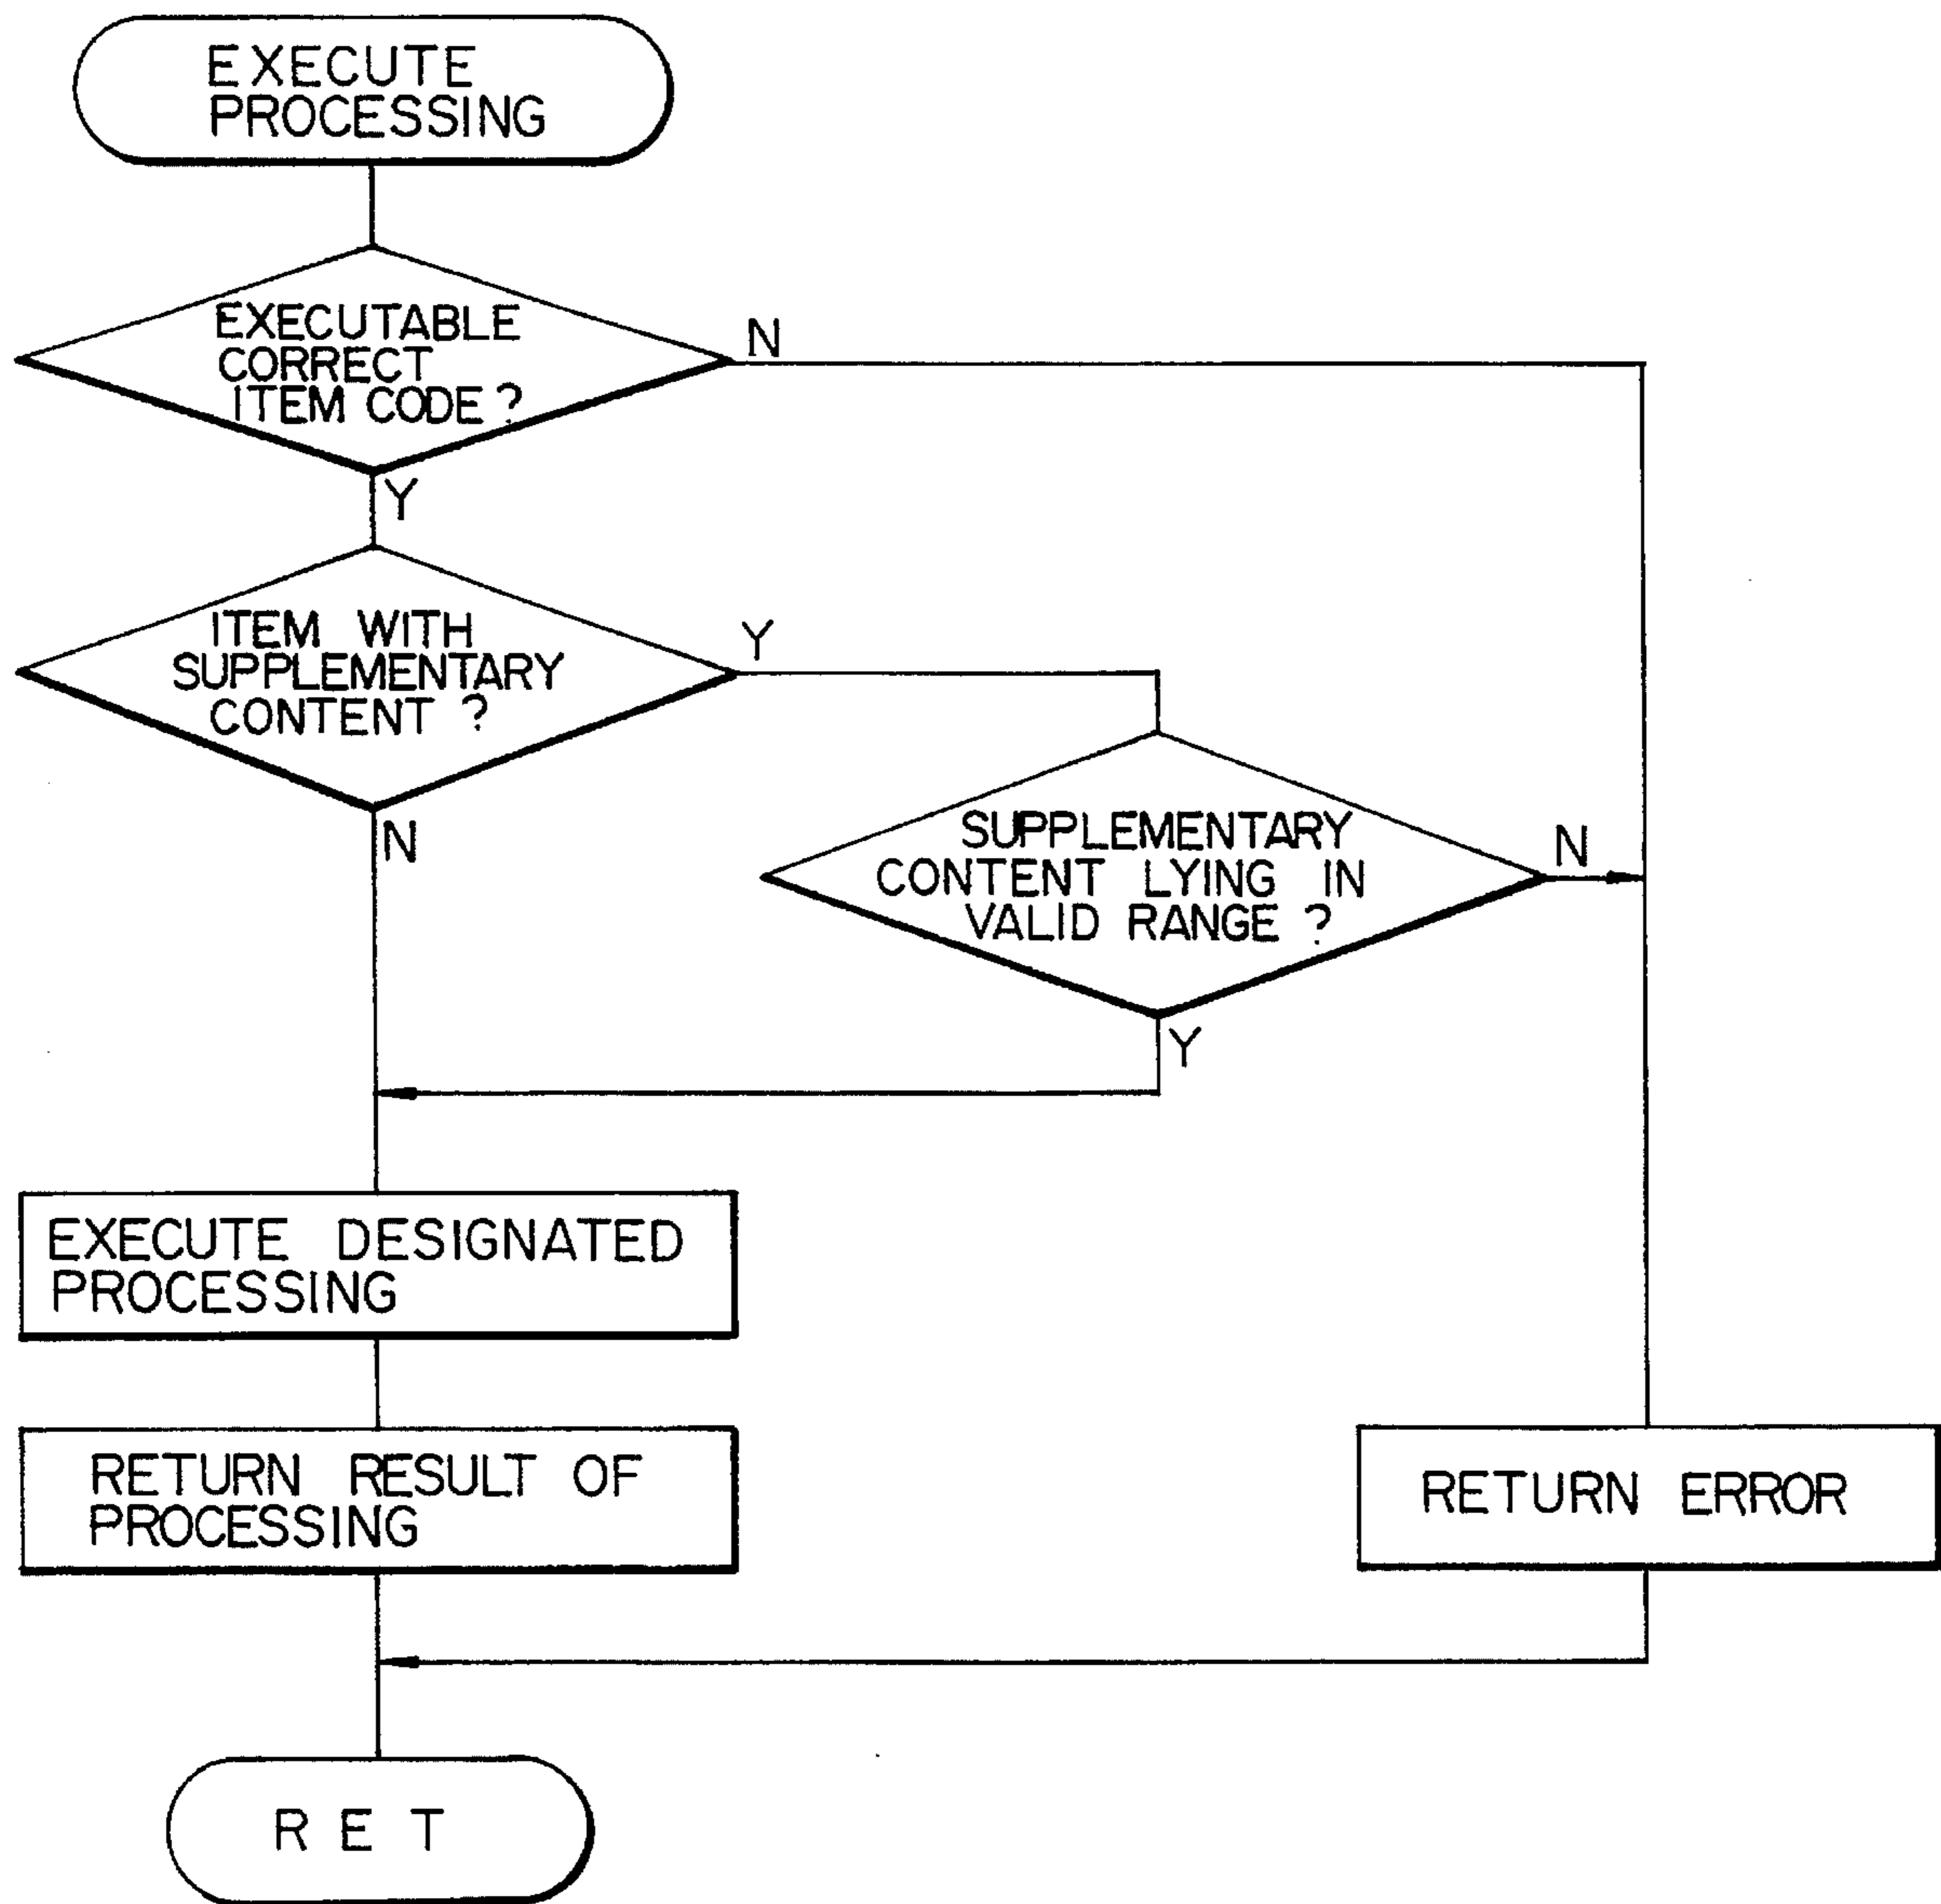 EXECUTE
PROCESSING
EXECUTABLE
CORRECT
ITEM CODE ?
N
Y
ITEM WITH
SUPPLEMENTARY
CONTENT ?
Y
N
SUPPLEMENTARY
CONTENT LYING IN
VALID RANGE ?
N
Y
EXECUTE DESIGNATED
PROCESSING
RETURN RESULT OF
PROCESSING
RETURN ERROR
RET